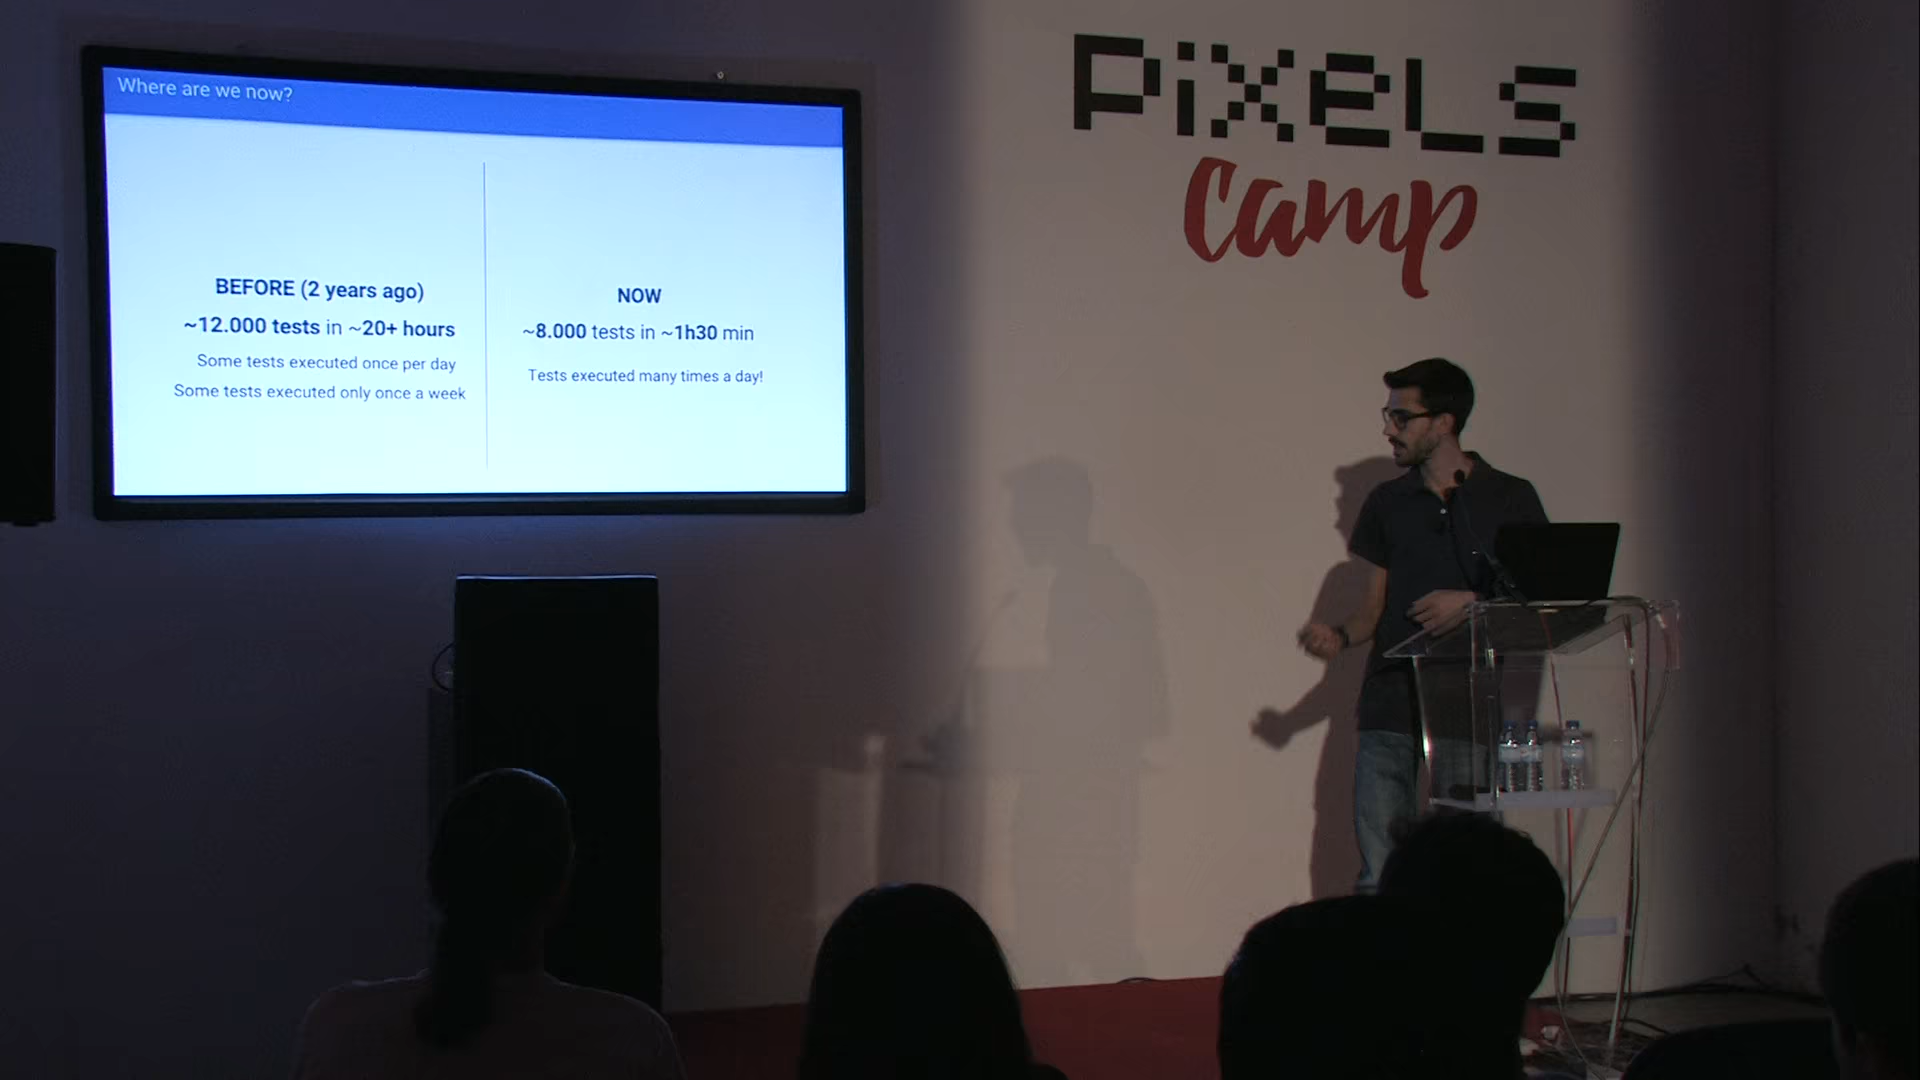 Where are we now?
BEFORE (2 years ago)
~12.000 tests in ~20+ hours
Some tests executed once per day
Some tests executed only once a week
NOW
~8.000 tests in ~1h30 min
Tests executed many times a day!
pixels
camp